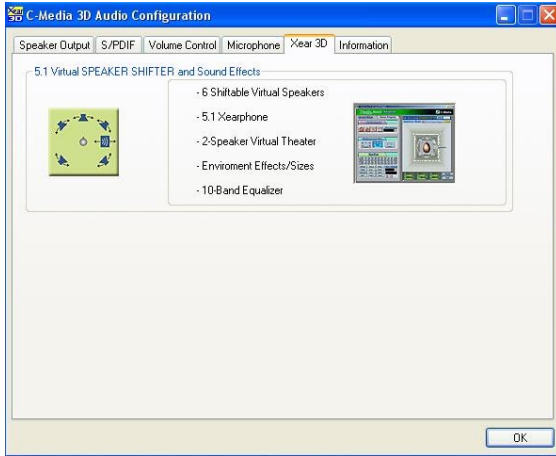 Xear 3D C-Media 3D Audio Configuration
Speaker Output S/PDIF Volume Control Microphone Xear 3D Information
5.1 Virtual SPEAKER SHIFTER and Sound Effects
- 6 Shiftable Virtual Speakers
- 5.1 Xearphone
- 2-Speaker Virtual Theater
- Enviroment Effects/Sizes
- 10-Band Equalizer
OK